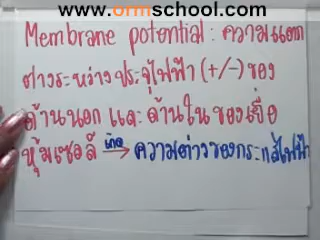 www.ormschool.com
Membrane potential : ความแตก
ต่างระหว่างประจุไฟฟ้า (+/-) ของ
ด้านนอก และ ด้านใน ของเยื่อ
หุ้มเซลล์ เกิด → ความต่างของกระแสไฟฟ้า